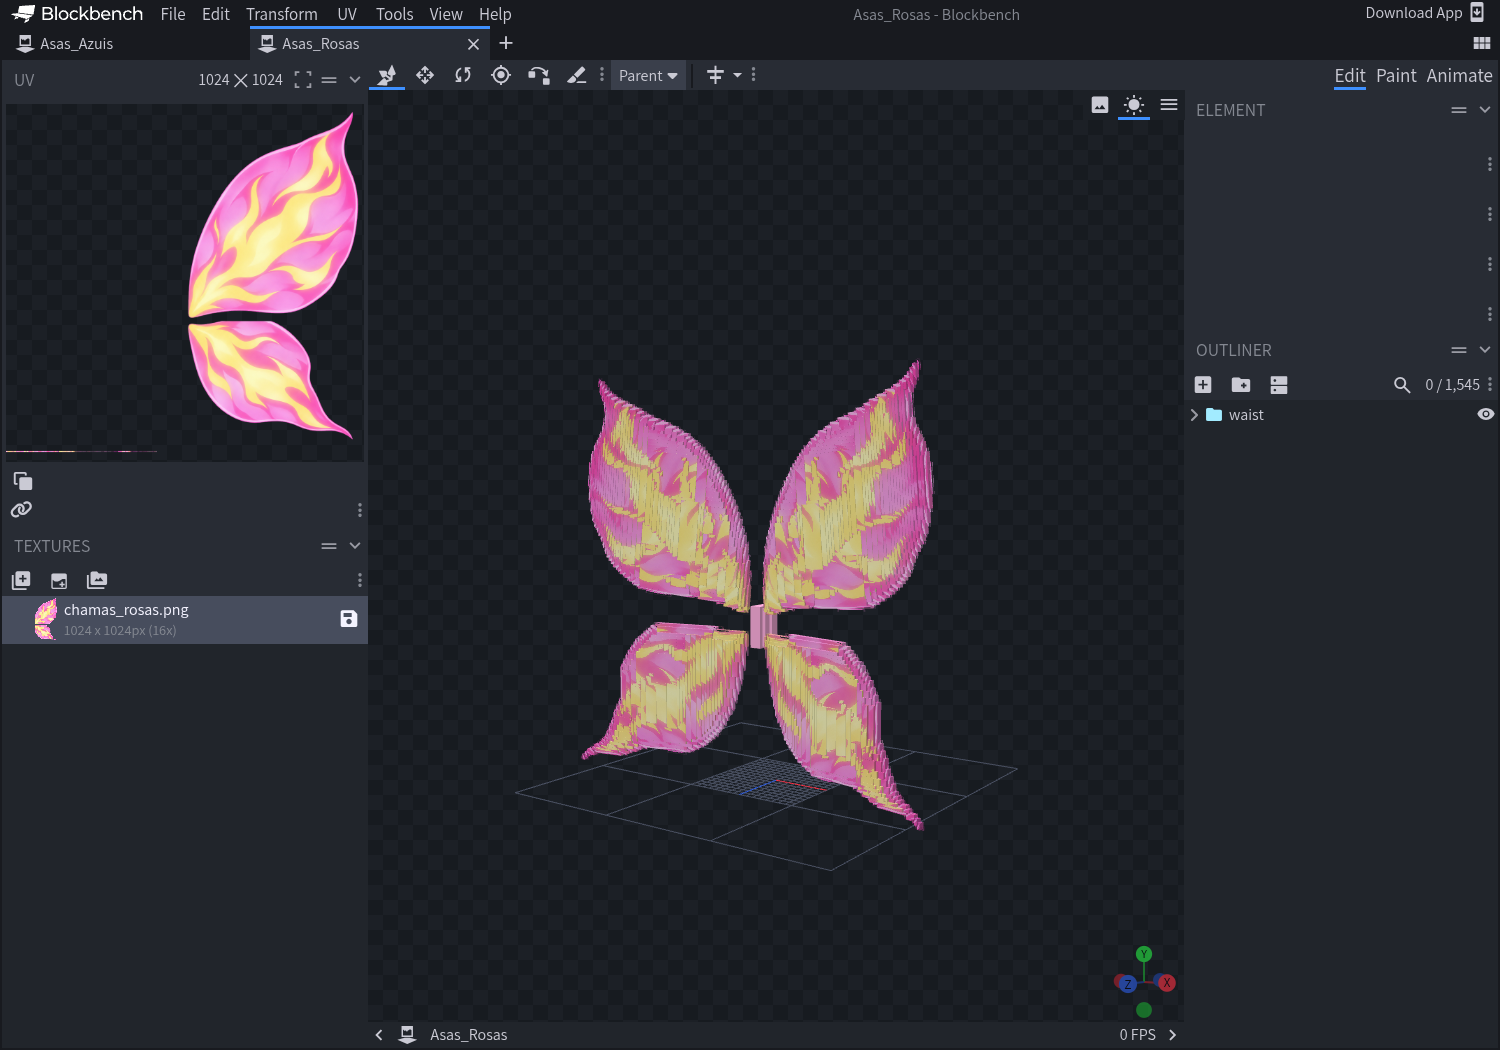 Blockbench File Edit Transform UV Tools View Help Asas_Rosas - Blockbench Download App
Asas_Azuis Asas_Rosas
UV 1024 × 1024 Parent Edit Paint Animate
ELEMENT
OUTLINER
0 / 1,545
waist
TEXTURES
chamas_rosas.png
1024 x 1024px (16x)
Y
Z X
Asas_Rosas 0 FPS